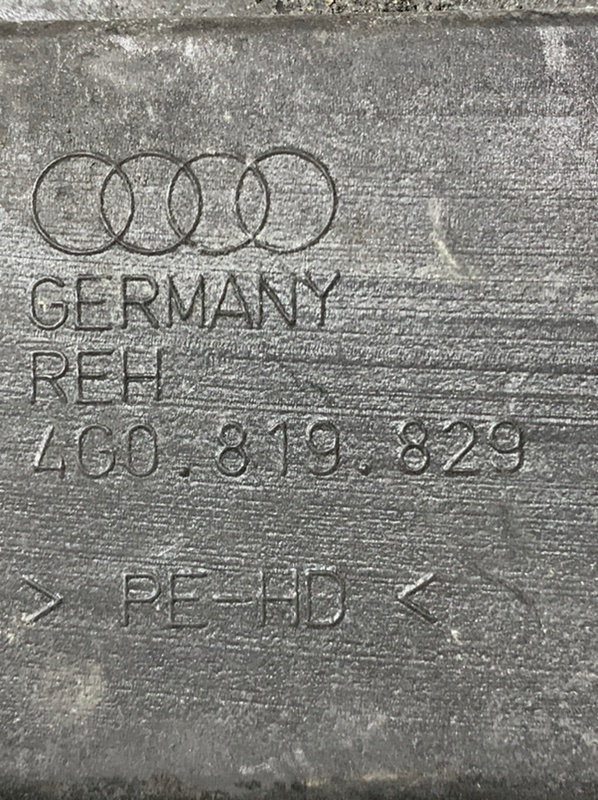 GERMANY
REH
4G0.819.829
> PE-HD <